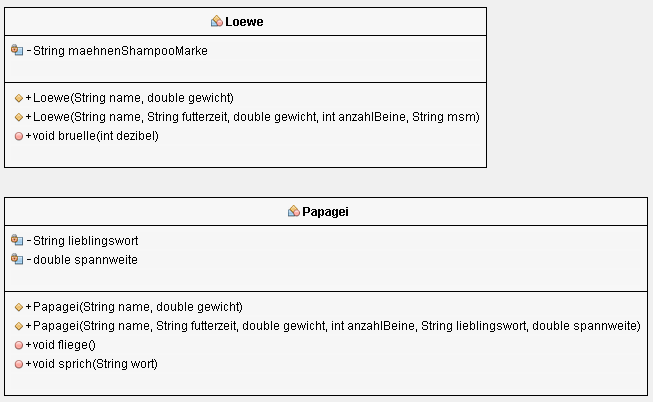 Loewe
-String maehnenShampooMarke
+Loewe(String name, double gewicht)
+Loewe(String name, String futterzeit, double gewicht, int anzahlBeine, String msm)
+void bruelle(int dezibel)
Papagei
-String lieblingswort
-double spannweite
+Papagei(String name, double gewicht)
+Papagei(String name, String futterzeit, double gewicht, int anzahlBeine, String lieblingswort, double spannweite)
+void fliege()
+void sprich(String wort)